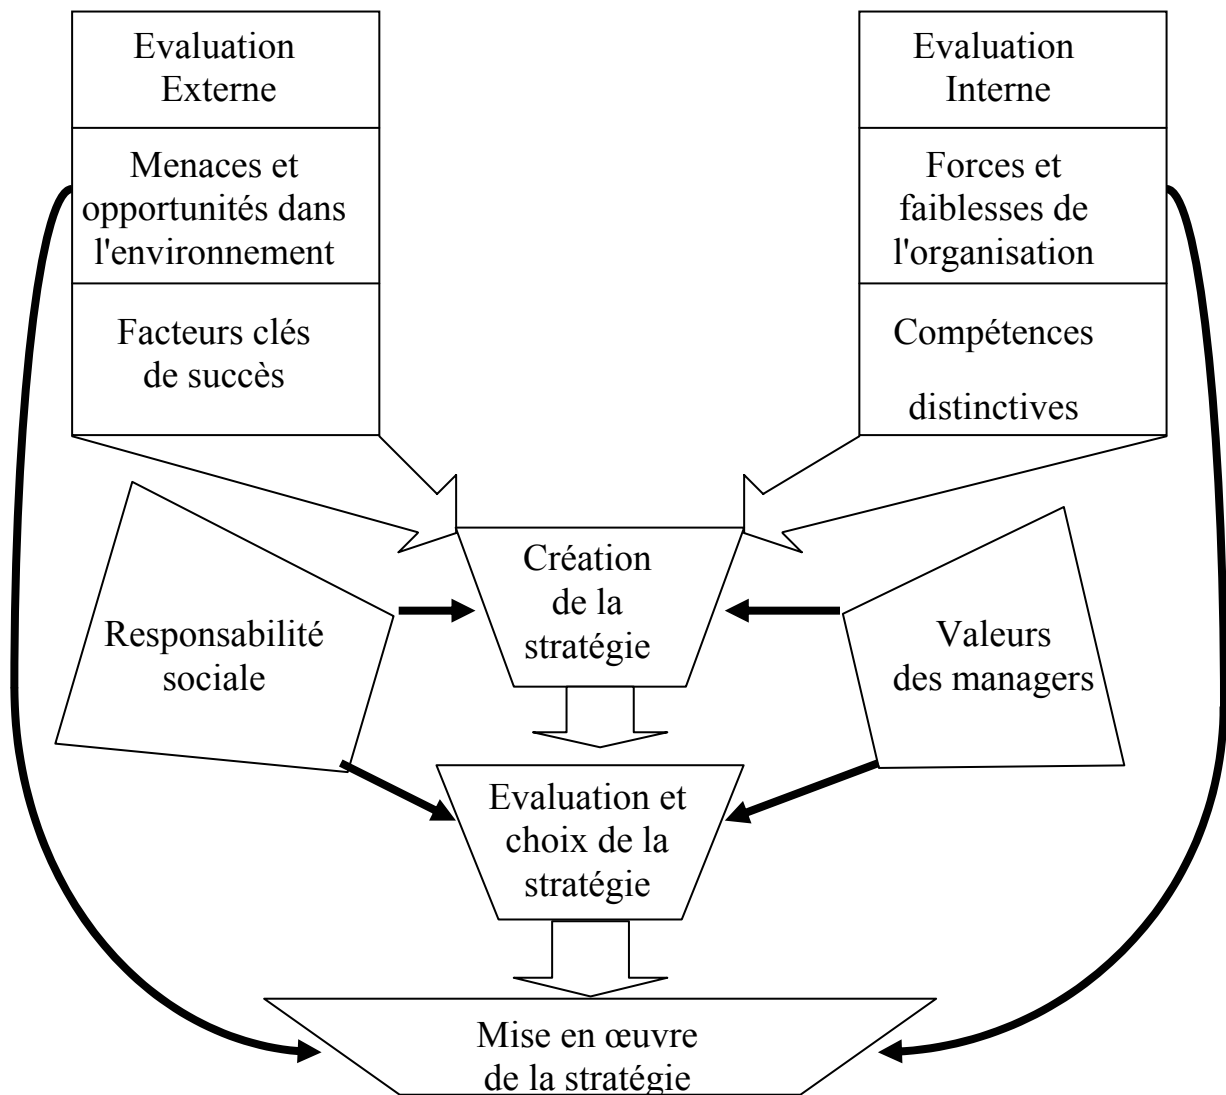 Evaluation
Externe
Menaces et
opportunités dans
l'environnement
Facteurs clés
de succès
Evaluation
Interne
Forces et
faiblesses de
l'organisation
Compétences
distinctives
Création
de la
stratégie
Responsabilité
sociale
Valeurs
des managers
Evaluation et
choix de la
stratégie
Mise en œuvre
de la stratégie